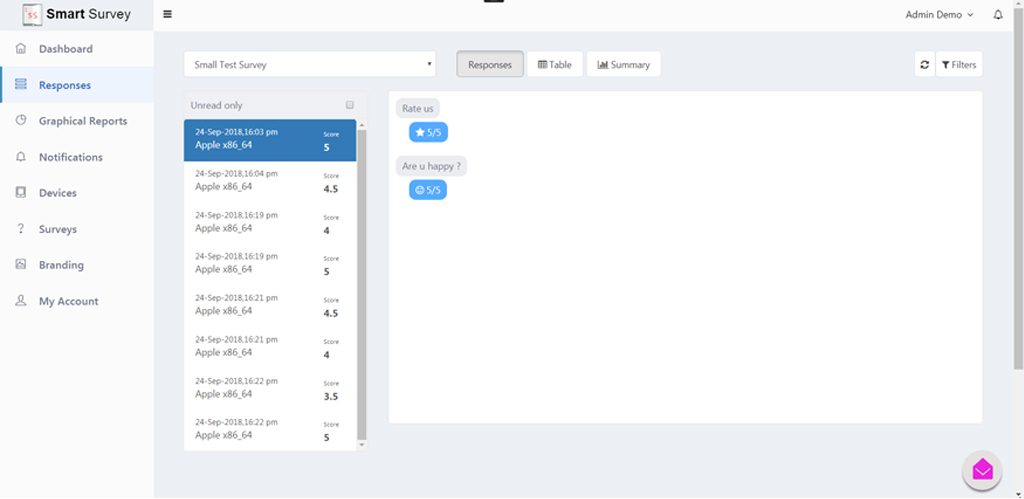 SS Smart Survey
Admin Demo
Dashboard
Responses
Graphical Reports
Notifications
Devices
Surveys
Branding
My Account
Small Test Survey
Responses
Table
Summary
Filters
Unread only
24-Sep-2018,16:03 pm Score
Apple x86_64 5
24-Sep-2018,16:04 pm Score
Apple x86_64 4.5
24-Sep-2018,16:19 pm Score
Apple x86_64 4
24-Sep-2018,16:19 pm Score
Apple x86_64 5
24-Sep-2018,16:21 pm Score
Apple x86_64 4.5
24-Sep-2018,16:21 pm Score
Apple x86_64 4
24-Sep-2018,16:22 pm Score
Apple x86_64 3.5
24-Sep-2018,16:22 pm Score
Apple x86_64 5
Rate us
5/5
Are u happy ?
5/5